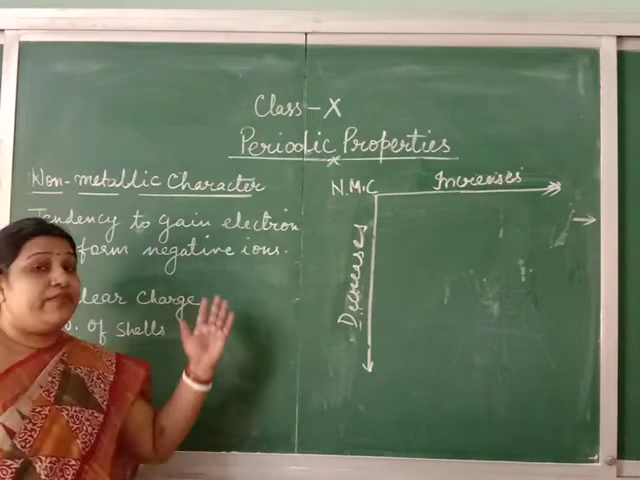 Class - X
Periodic Properties
Non-metallic Character
Tendency to gain electron
form negative ions.
Charge
of Shells
N.M.C
Increases
Decreases